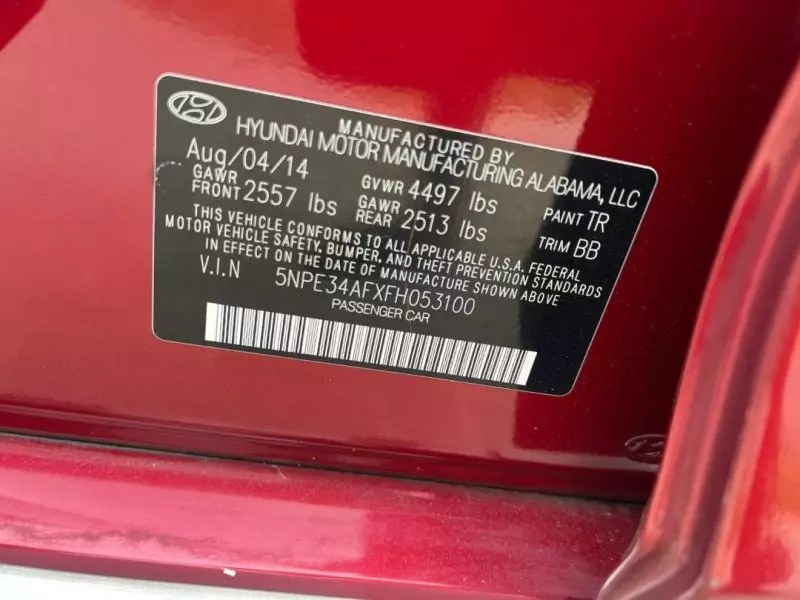 MANUFACTURED BY
HYUNDAI MOTOR MANUFACTURING ALABAMA, LLC
Aug/04/14 GVWR 4497 lbs PAINT TR
GAWR FRONT 2557 lbs GAWR REAR 2513 lbs TRIM BB
THIS VEHICLE CONFORMS TO ALL APPLICABLE U.S.A. FEDERAL
MOTOR VEHICLE SAFETY, BUMPER, AND THEFT PREVENTION STANDARDS
IN EFFECT ON THE DATE OF MANUFACTURE SHOWN ABOVE
V.I.N 5NPE34AFXFH053100
PASSENGER CAR